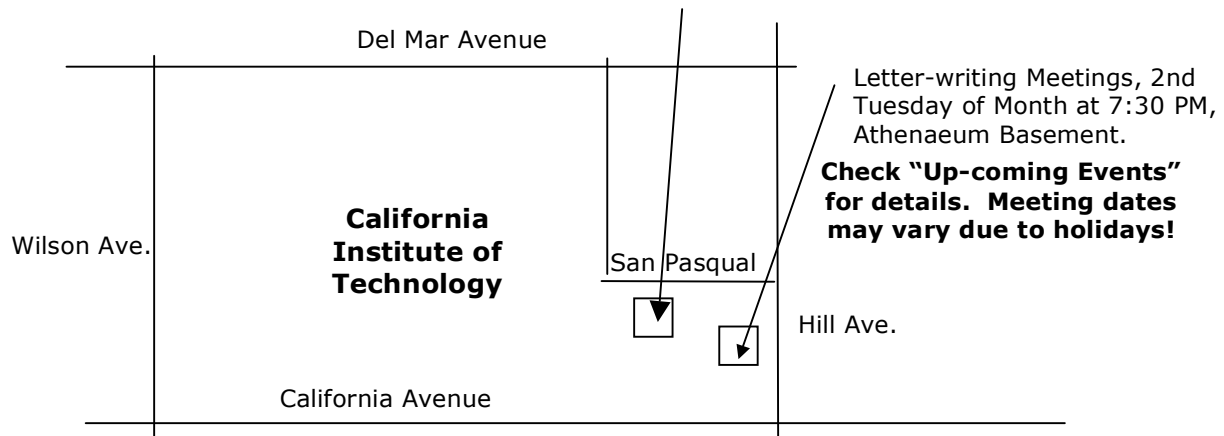 Del Mar Avenue
Letter-writing Meetings, 2nd
Tuesday of Month at 7:30 PM,
Athenaeum Basement.
Check “Up-coming Events”
for details.  Meeting dates
may vary due to holidays!
California
Institute of
Technology
Wilson Ave.
San Pasqual
Hill Ave.
California Avenue